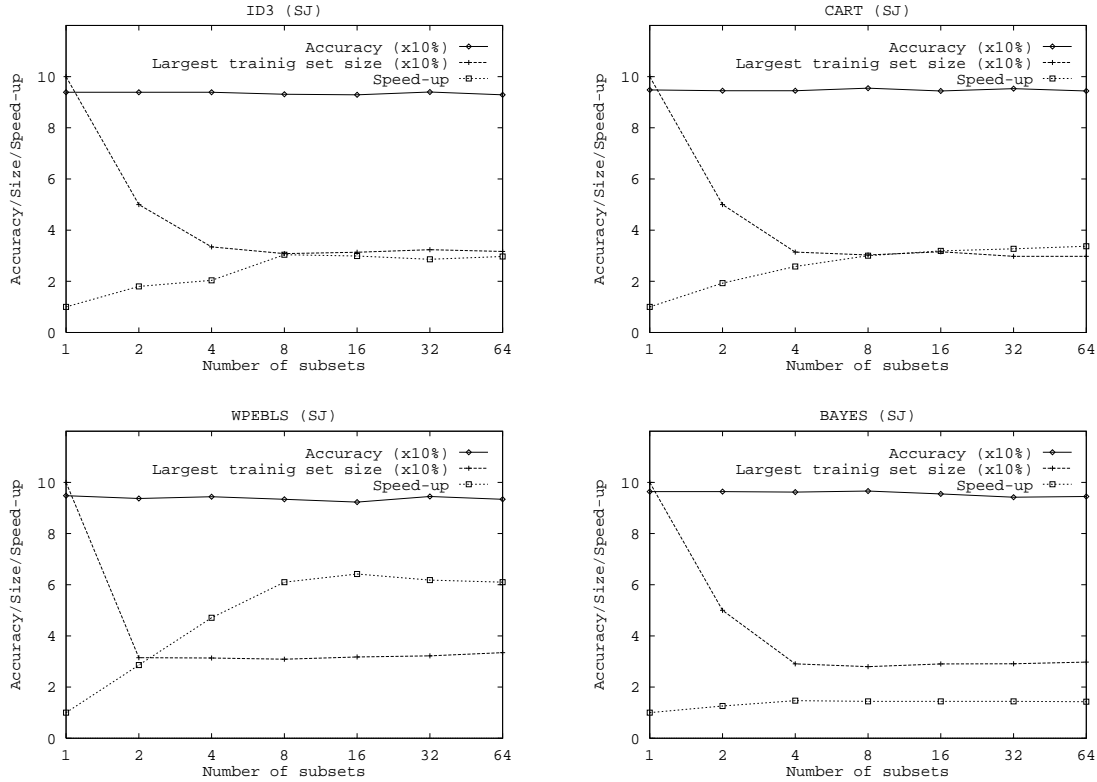 ID3 (SJ)
Accuracy/Size/Speed-up
Accuracy (x10%)
Largest trainig set size (x10%)
Speed-up
10
8
6
4
2
0
1 2 4 8 16 32 64
Number of subsets
CART (SJ)
Accuracy/Size/Speed-up
Accuracy (x10%)
Largest trainig set size (x10%)
Speed-up
10
8
6
4
2
0
1 2 4 8 16 32 64
Number of subsets
WPEBLS (SJ)
Accuracy/Size/Speed-up
Accuracy (x10%)
Largest trainig set size (x10%)
Speed-up
10
8
6
4
2
0
1 2 4 8 16 32 64
Number of subsets
BAYES (SJ)
Accuracy/Size/Speed-up
Accuracy (x10%)
Largest trainig set size (x10%)
Speed-up
10
8
6
4
2
0
1 2 4 8 16 32 64
Number of subsets